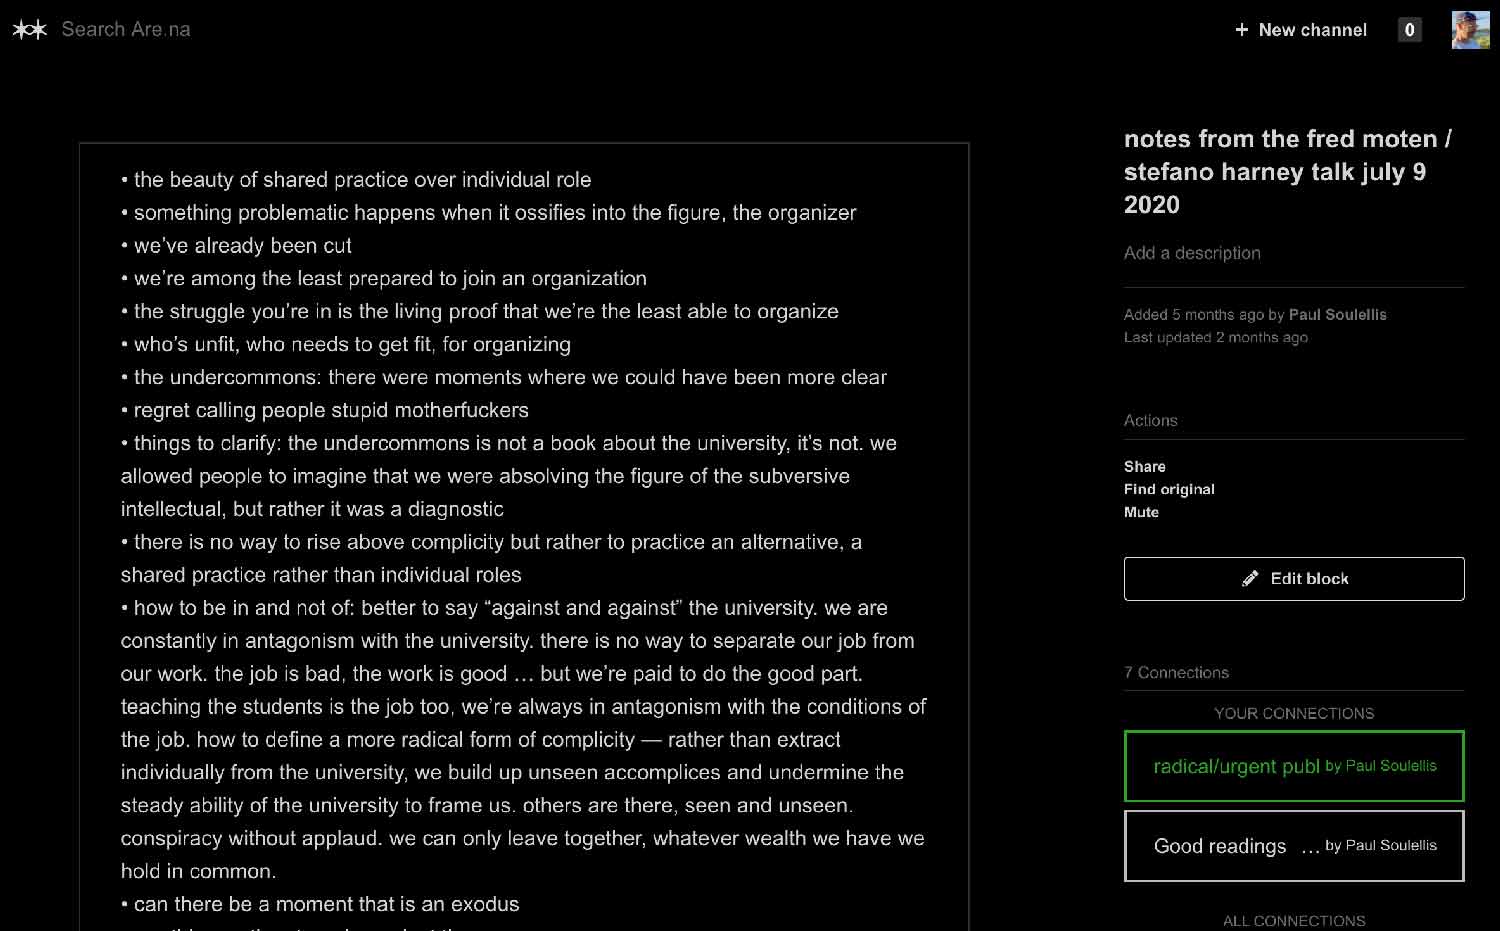 Search Are.na
+ New channel
0
• the beauty of shared practice over individual role
• something problematic happens when it ossifies into the figure, the organizer
• we’ve already been cut
• we’re among the least prepared to join an organization
• the struggle you’re in is the living proof that we’re the least able to organize
• who’s unfit, who needs to get fit, for organizing
• the undercommons: there were moments where we could have been more clear
• regret calling people stupid motherfuckers
• things to clarify: the undercommons is not a book about the university, it’s not. we
allowed people to imagine that we were absolving the figure of the subversive
intellectual, but rather it was a diagnostic
• there is no way to rise above complicity but rather to practice an alternative, a
shared practice rather than individual roles
• how to be in and not of: better to say “against and against” the university. we are
constantly in antagonism with the university. there is no way to separate our job from
our work. the job is bad, the work is good … but we’re paid to do the good part.
teaching the students is the job too, we’re always in antagonism with the conditions of
the job. how to define a more radical form of complicity — rather than extract
individually from the university, we build up unseen accomplices and undermine the
steady ability of the university to frame us. others are there, seen and unseen.
conspiracy without applaud. we can only leave together, whatever wealth we have we
hold in common.
• can there be a moment that is an exodus
notes from the fred moten /
stefano harney talk july 9
2020
Add a description
Added 5 months ago by Paul Soulellis
Last updated 2 months ago
Actions
Share
Find original
Mute
Edit block
7 Connections
YOUR CONNECTIONS
radical/urgent publ by Paul Soulellis
Good readings … by Paul Soulellis
ALL CONNECTIONS